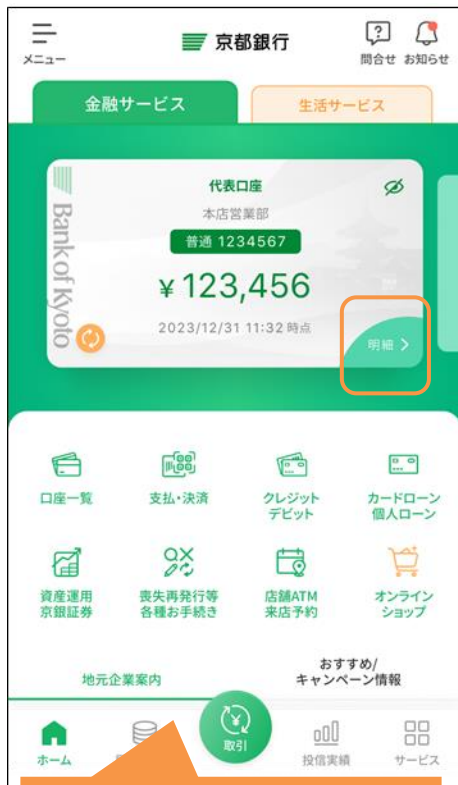 メニュー
京都銀行
問合せ お知らせ
金融サービス
生活サービス
代表口座
本店営業部
普通 1234567
¥ 123,456
2023/12/31 11:32 時点
Bank of Kyoto
明細 >
口座一覧
支払・決済
クレジット
デビット
カードローン
個人ローン
資産運用
京銀証券
喪失再発行等
各種お手続き
店舗ATM
来店予約
オンライン
ショップ
地元企業案内
おすすめ/
キャンペーン情報
ホーム
取引
投信実績
サービス